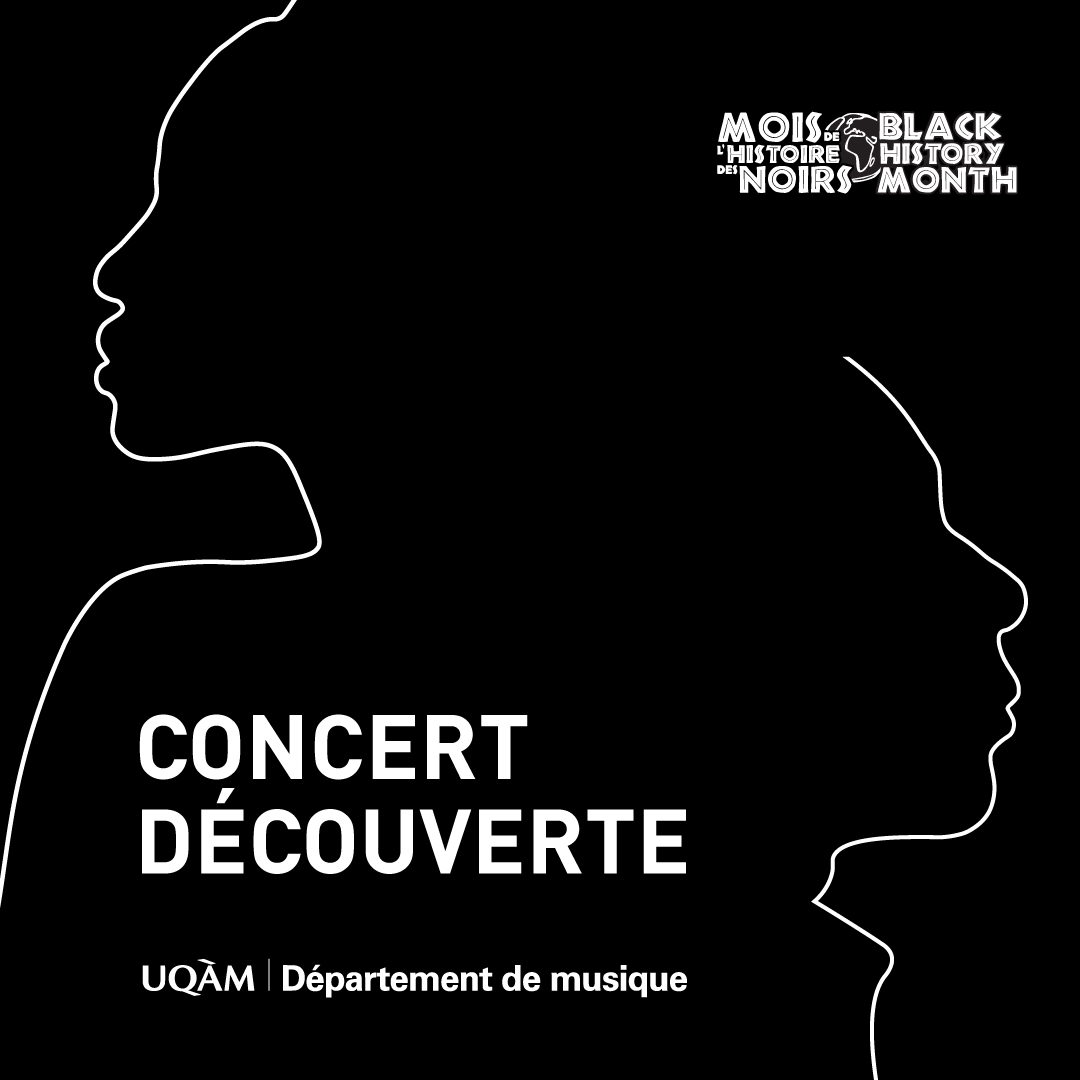 MOIS DE
L'HISTOIRE
DES NOIRS
BLACK
HISTORY
MONTH
CONCERT
DÉCOUVERTE
UQÀM | Département de musique